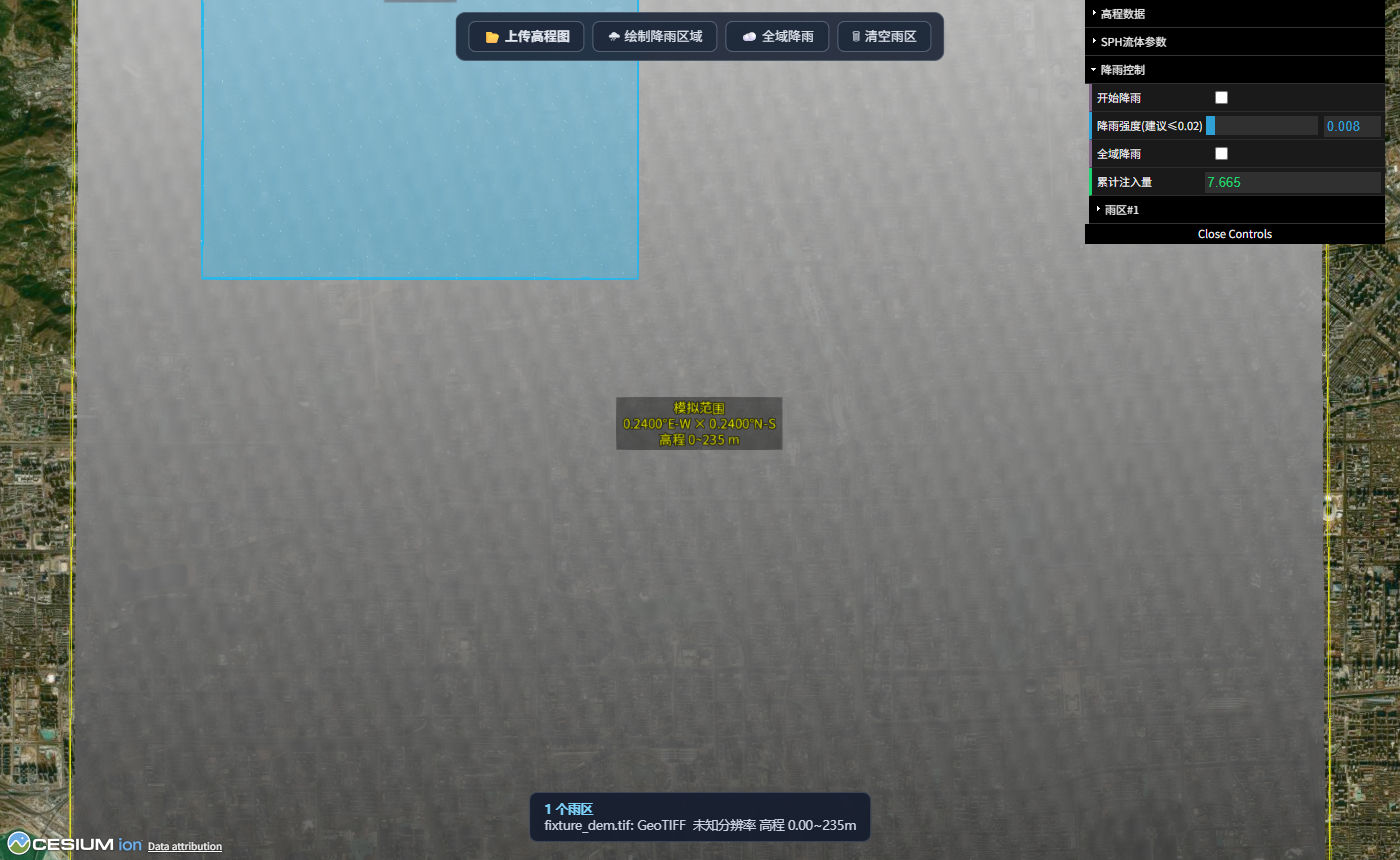 上传高程图
绘制降雨区域
全域降雨
清空雨区
高程数据
SPH流体参数
降雨控制
开始降雨
降雨强度(建议≤0.02) 0.008
全域降雨
累计注入量 7.665
雨区#1
Close Controls
模拟范围
0.2400°E-W × 0.2400°N-S
高程 0~235 m
1 个雨区
fixture_dem.tif: GeoTIFF 未知分辨率 高程 0.00~235m
CESIUM ion Data attribution